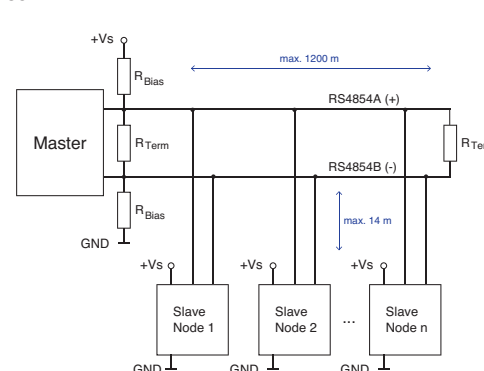 +Vs
R Bias
max. 1200 m
RS4854A (+)
Master
R Term
R Te
RS4854B (-)
R Bias
max. 14 m
GND
+Vs
+Vs
+Vs
Slave
Node 1
Slave
Node 2
...
Slave
Node n
GND
GND
GND